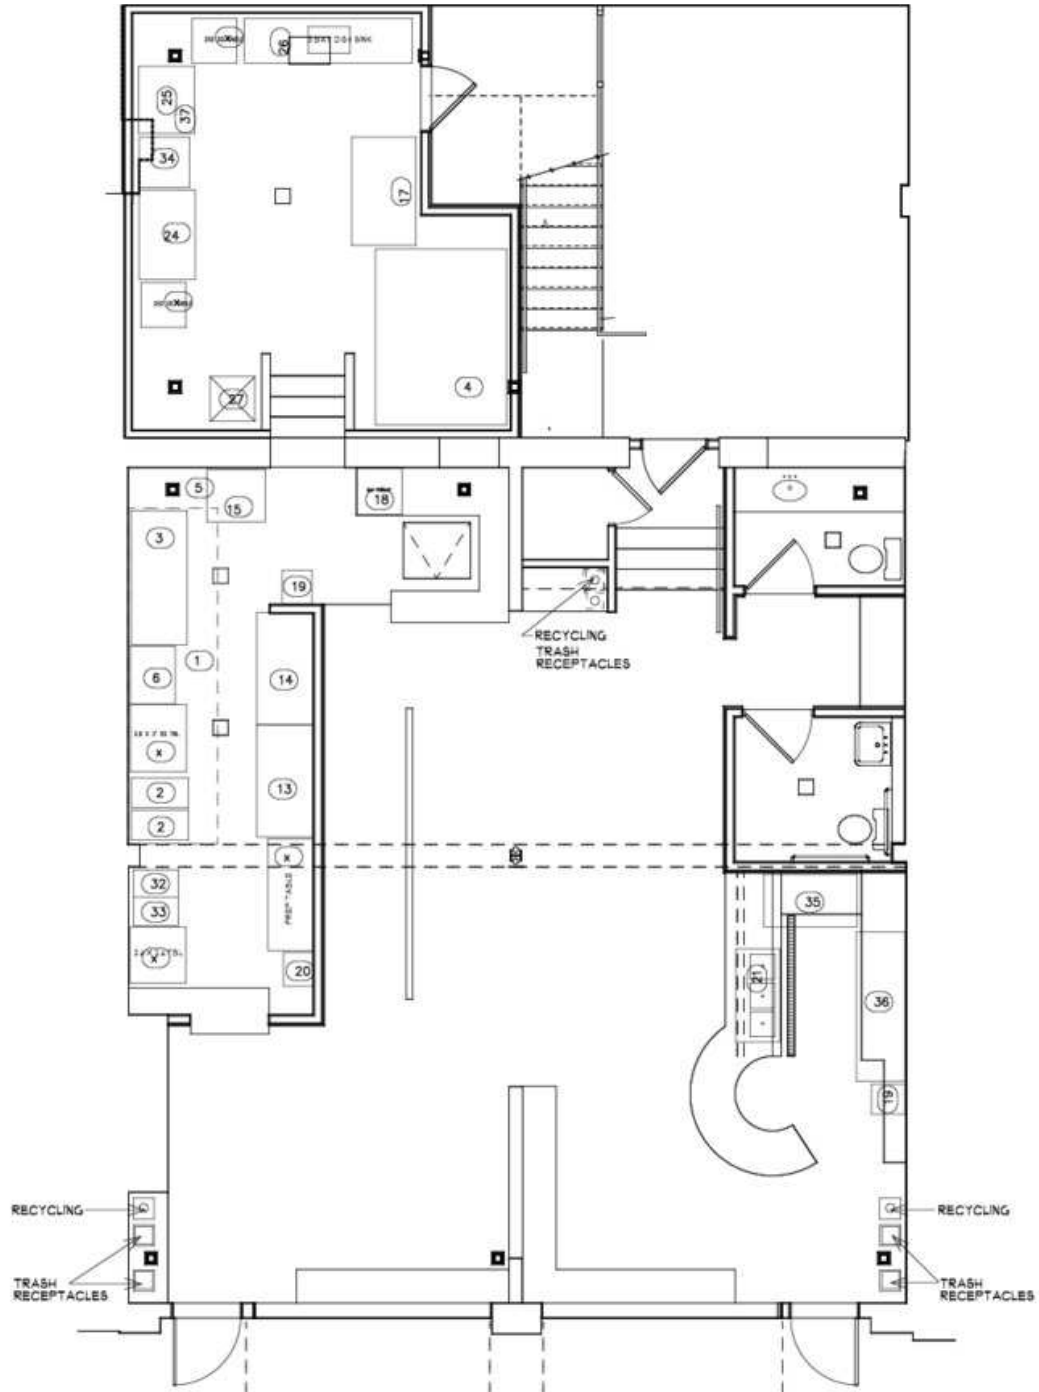 X
26
25
37
34
17
24
X
4
27
5
15
18
3
19
RECYCLING
TRASH
RECEPTACLES
1
6
14
X
2
13
2
X
32
PREP TABLE
33
35
X
20
21
36
19
RECYCLING
RECYCLING
TRASH
RECEPTACLES
TRASH
RECEPTACLES